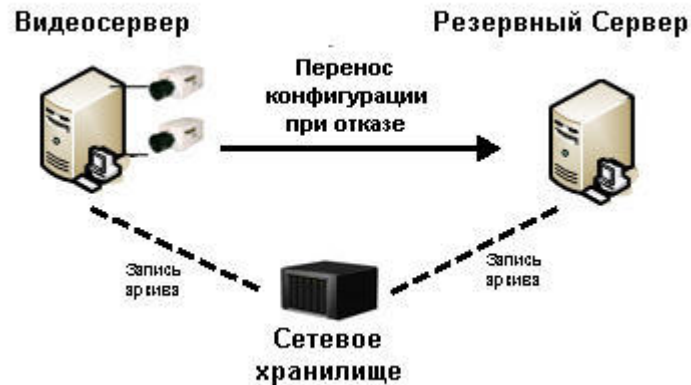 Видеосервер
Резервный Сервер
Перенос
конфигурации
при отказе
Запись
архива
Запись
архива
Сетевое
хранилище